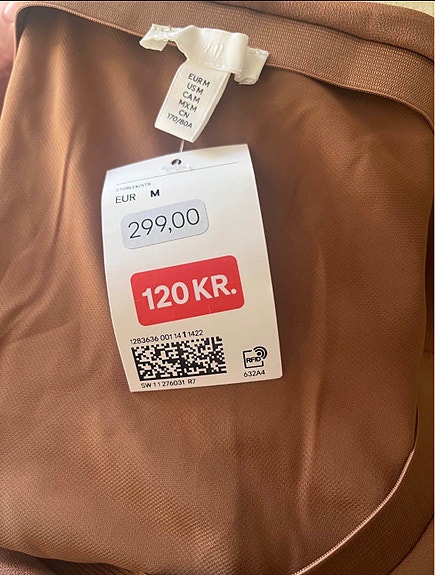 EUR M
US M
CA M
MX M
CN
170/80A
EUR M
299,00
120 KR.
1283636 001 14 1 1422
RFID
632A4
SW 11 276031 R7